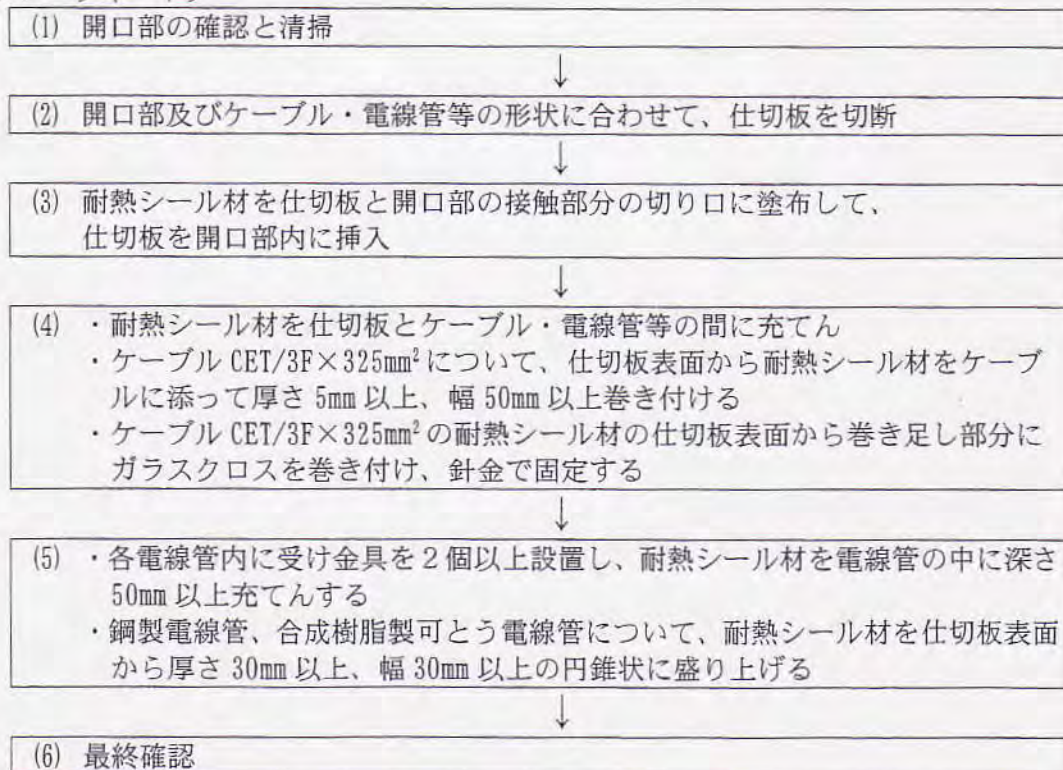 (1) 開口部の確認と清掃
↓
(2) 開口部及びケーブル・電線管等の形状に合わせて、仕切板を切断
↓
(3) 耐熱シール材を仕切板と開口部の接触部分の切り口に塗布して、
仕切板を開口部内に挿入
↓
(4) ・耐熱シール材を仕切板とケーブル・電線管等の間に充てん
・ケーブル CET/3F×325mm²について、仕切板表面から耐熱シール材をケーブ
ルに添って厚さ 5mm 以上、幅 50mm 以上巻き付ける
・ケーブル CET/3F×325mm²の耐熱シール材の仕切板表面から巻き足し部分に
ガラスクロスを巻き付け、針金で固定する
↓
(5) ・各電線管内に受け金具を２個以上設置し、耐熱シール材を電線管の中に深さ
50mm 以上充てんする
・鋼製電線管、合成樹脂製可とう電線管について、耐熱シール材を仕切板表面
から厚さ 30mm 以上、幅 30mm 以上の円錐状に盛り上げる
↓
(6) 最終確認